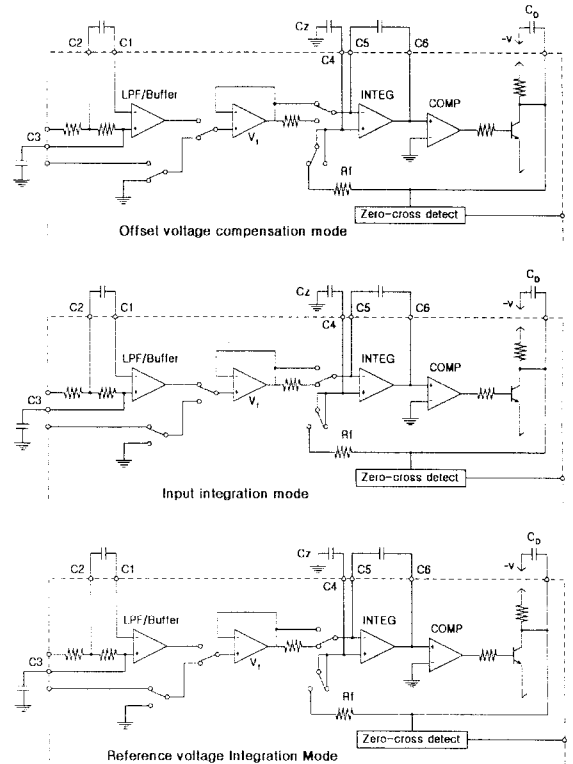 C2 C1 Cz C5 C6 -v CD
C4
LPF/Buffer INTEG COMP
C3
V1
Rf
Zero-cross detect
Offset voltage compensation mode
C2 C1 Cz C5 C6 -v CD
C4
LPF/Buffer INTEG COMP
C3
V1
Rf
Zero-cross detect
Input integration mode
C2 C1 Cz C5 C6 -v CD
C4
LPF/Buffer INTEG COMP
C3
V1
Rf
Zero-cross detect
Reference voltage Integration Mode